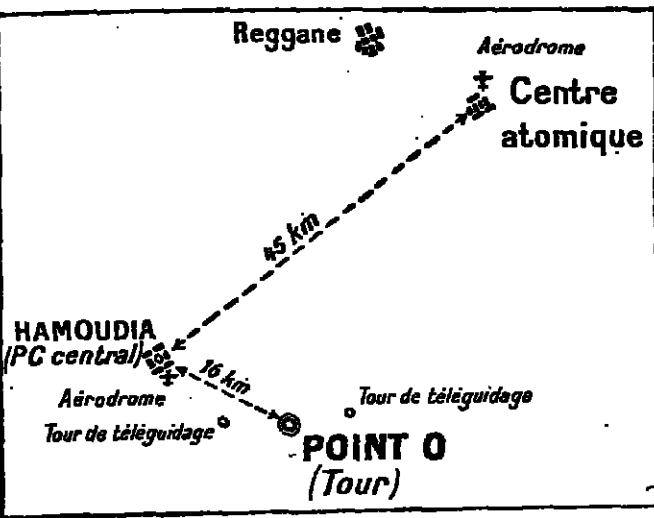 Reggane
Aérodrome
Centre
atomique
45 km
HAMOUDIA
(PC central)
16 km
Aérodrome
Tour de téléguidage
Tour de téléguidage
POINT O
(Tour)